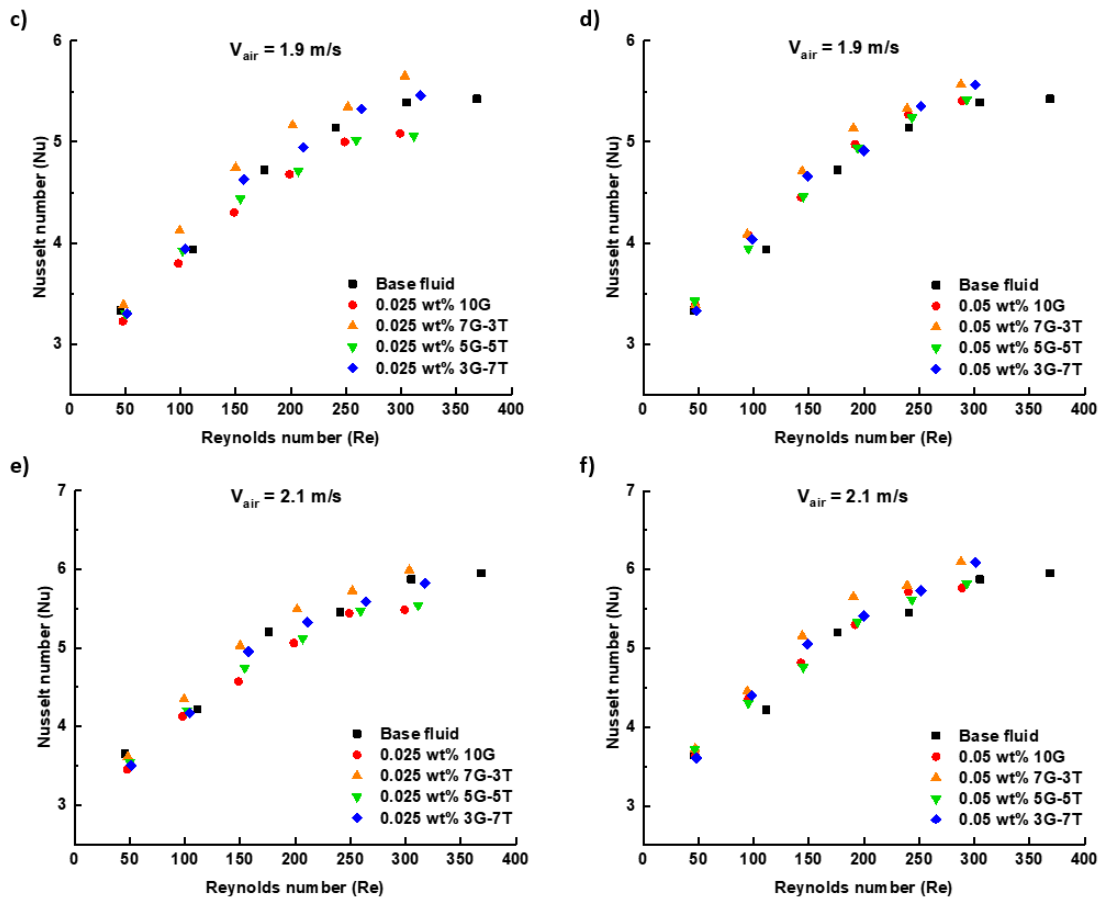 c)
V_air = 1.9 m/s
Nusselt number (Nu)
6
5
4
3
Base fluid
0.025 wt% 10G
0.025 wt% 7G-3T
0.025 wt% 5G-5T
0.025 wt% 3G-7T
0 50 100 150 200 250 300 350 400
Reynolds number (Re)
d)
V_air = 1.9 m/s
Nusselt number (Nu)
6
5
4
3
Base fluid
0.05 wt% 10G
0.05 wt% 7G-3T
0.05 wt% 5G-5T
0.05 wt% 3G-7T
0 50 100 150 200 250 300 350 400
Reynolds number (Re)
e)
V_air = 2.1 m/s
Nusselt number (Nu)
7
6
5
4
3
Base fluid
0.025 wt% 10G
0.025 wt% 7G-3T
0.025 wt% 5G-5T
0.025 wt% 3G-7T
0 50 100 150 200 250 300 350 400
Reynolds number (Re)
f)
V_air = 2.1 m/s
Nusselt number (Nu)
7
6
5
4
3
Base fluid
0.05 wt% 10G
0.05 wt% 7G-3T
0.05 wt% 5G-5T
0.05 wt% 3G-7T
0 50 100 150 200 250 300 350 400
Reynolds number (Re)